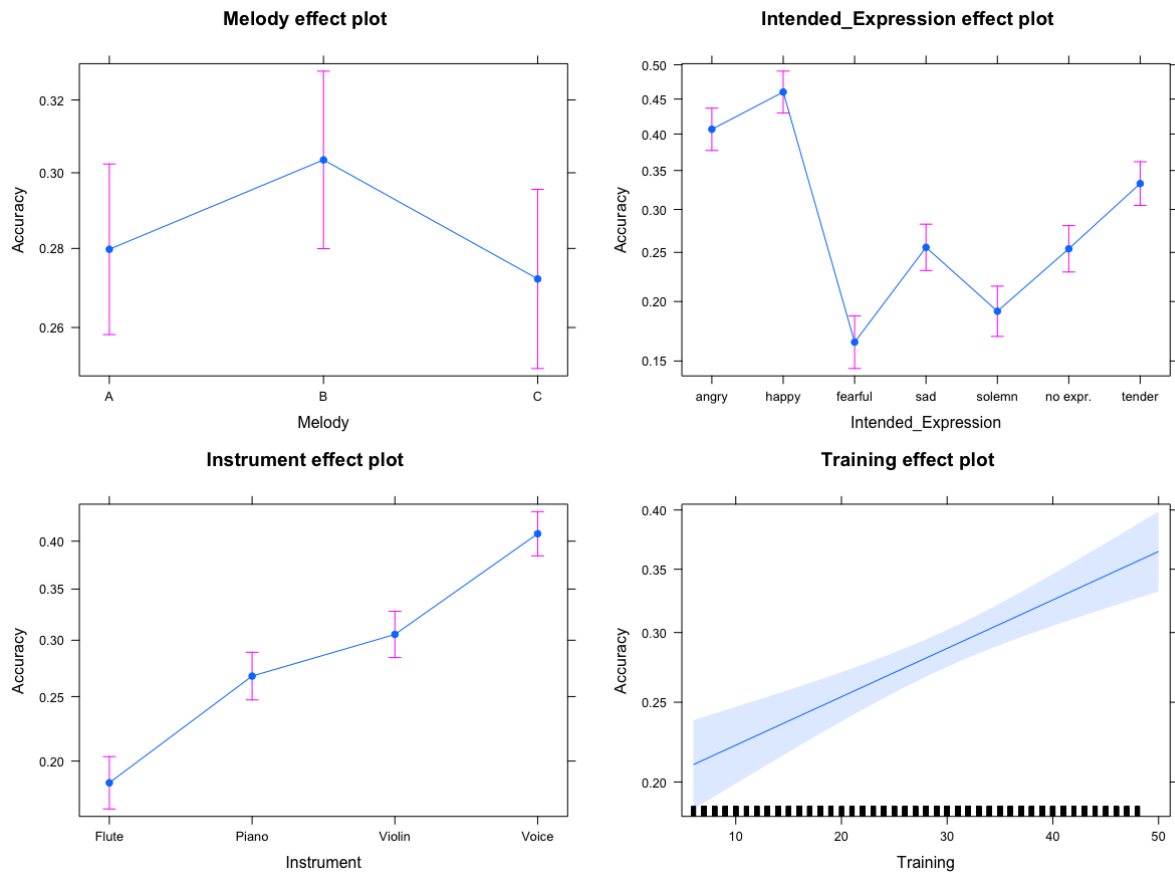 Melody effect plot
Accuracy
0.32
0.30
0.28
0.26
A B C
Melody
Intended_Expression effect plot
Accuracy
0.50
0.45
0.40
0.35
0.30
0.25
0.20
0.15
angry happy fearful sad solemn no expr. tender
Intended_Expression
Instrument effect plot
Accuracy
0.40
0.35
0.30
0.25
0.20
Flute Piano Violin Voice
Instrument
Training effect plot
Accuracy
0.40
0.35
0.30
0.25
0.20
10 20 30 40 50
Training